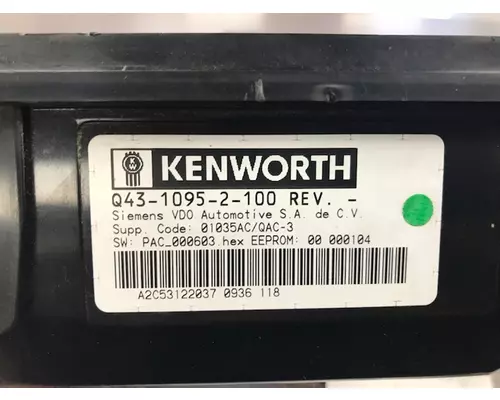 KW
KENWORTH
Q43-1095-2-100 REV. -
Siemens VDO Automotive S.A. de C.V.
Supp. Code: 01035AC/QAC-3
SW: PAC_000603.hex EEPROM: 00 000104
A2C53122037 0936 118